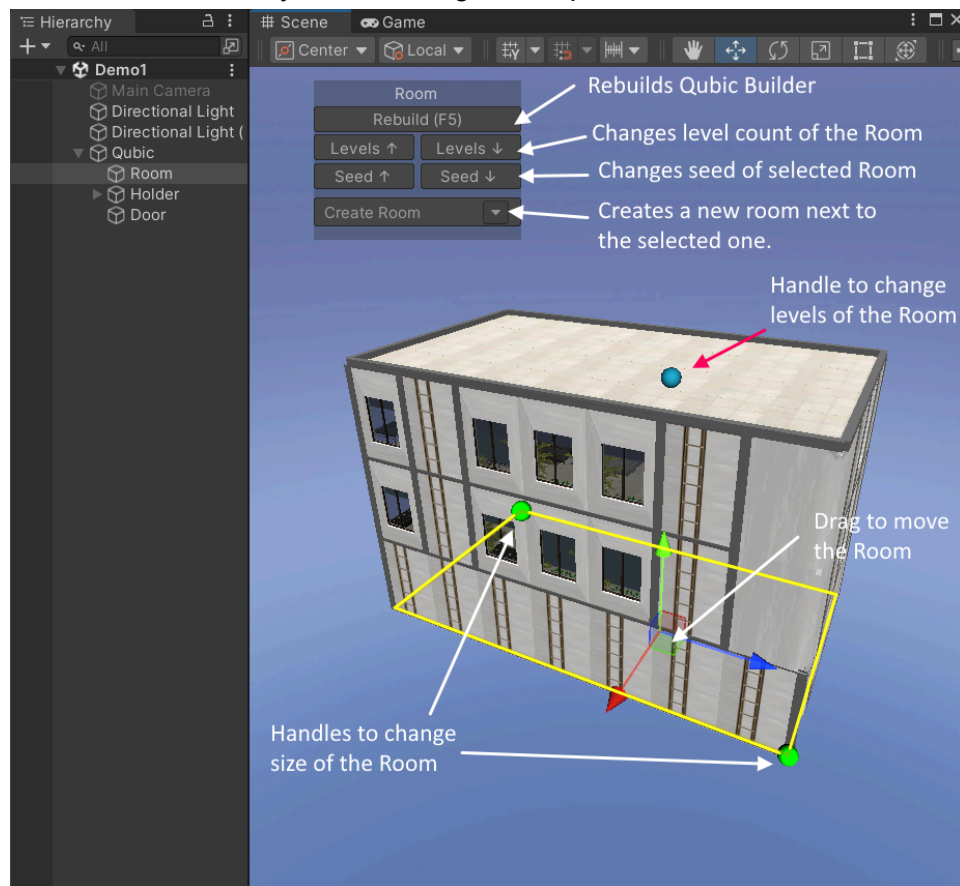 Hierarchy
All
Demo1
Main Camera
Directional Light
Directional Light (
Qubic
Room
Holder
Door
Scene
Game
Center
Local
Room
Rebuild (F5)
Levels ↑
Levels ↓
Seed ↑
Seed ↓
Create Room
Rebuilds Qubic Builder
Changes level count of the Room
Changes seed of selected Room
Creates a new room next to
the selected one.
Handle to change
levels of the Room
Drag to move
the Room
Handles to change
size of the Room